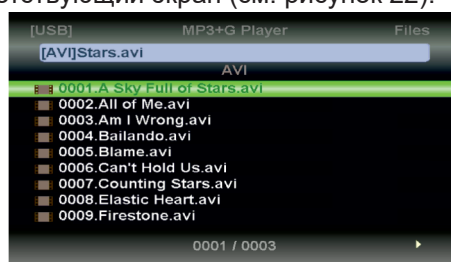 тствующий экран (см. рисунок 22).
[USB] MP3+G Player Files
[AVI]Stars.avi
AVI
0001.A Sky Full of Stars.avi
0002.All of Me.avi
0003.Am I Wrong.avi
0004.Bailando.avi
0005.Blame.avi
0006.Can't Hold Us.avi
0007.Counting Stars.avi
0008.Elastic Heart.avi
0009.Firestone.avi
0001 / 0003